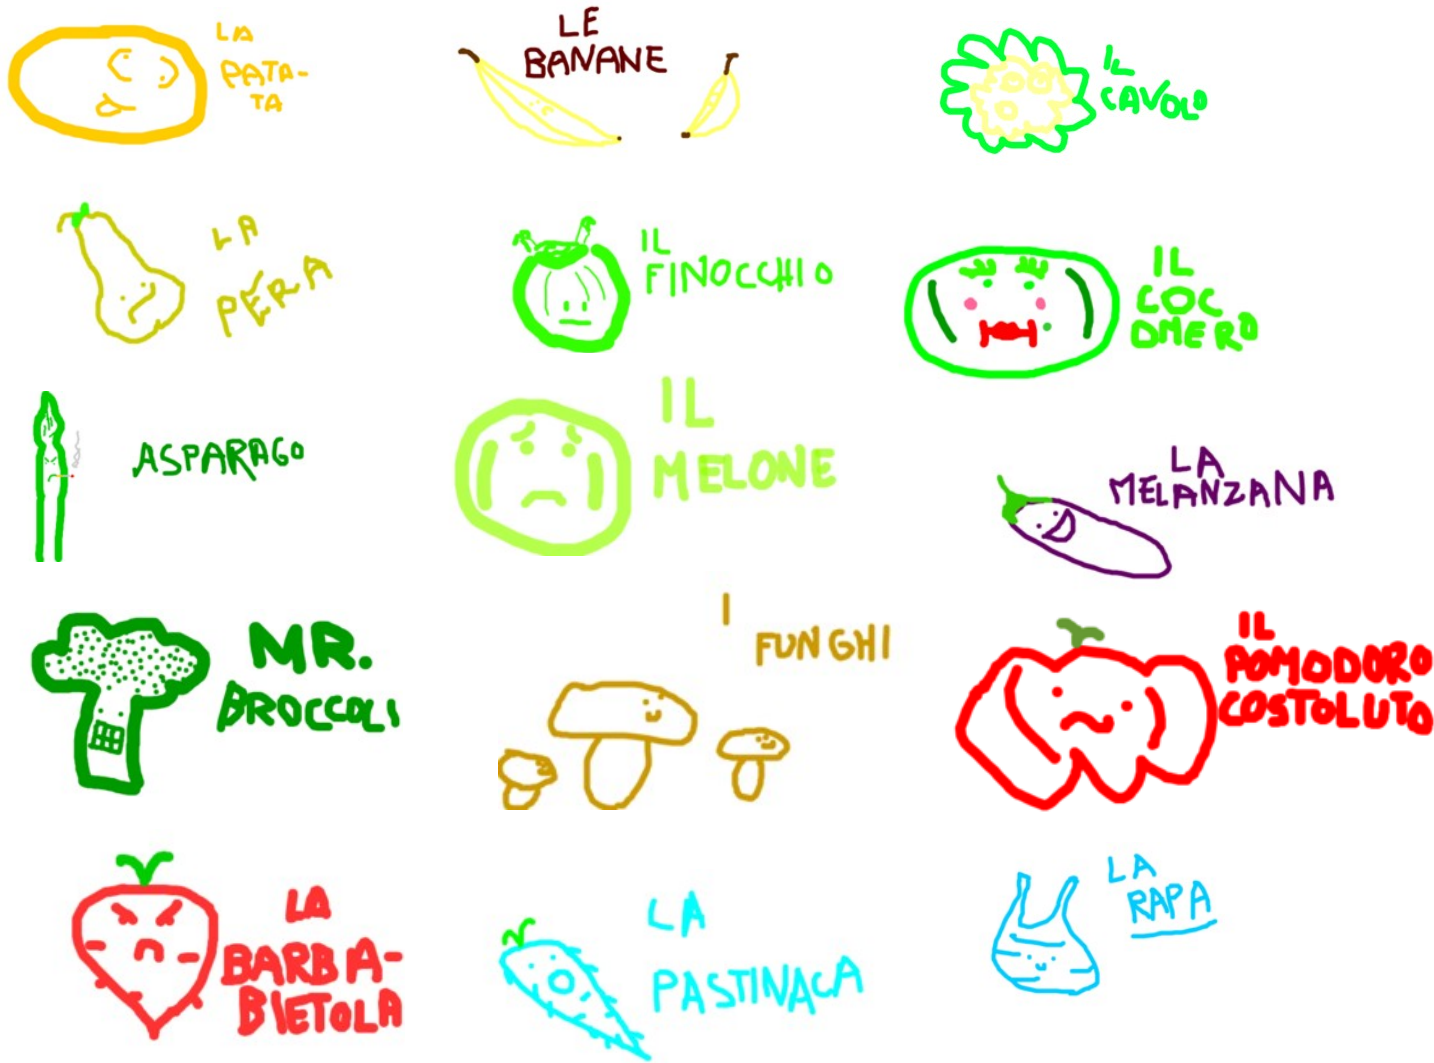 LA
PATA-
TA
LE
BANANE
IL
CAVOLO
LA
PÉRA
IL
FINOCCHIO
IL
COC
OMERO
ASPARAGO
IL
MELONE
LA
MELANZANA
MR.
BROCCOLI
I
FUNGHI
IL
POMODORO
COSTOLUTO
LA
BARBA-
BIETOLA
LA
PASTINACA
LA
RAPA